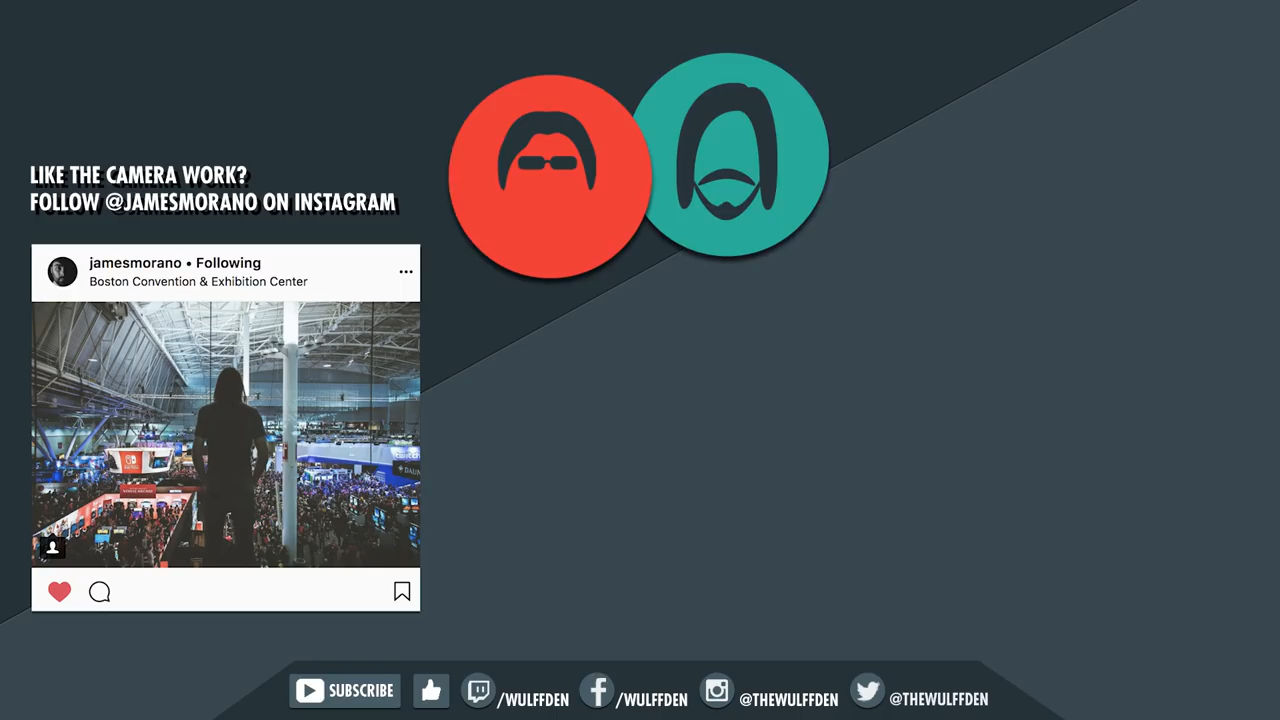 LIKE THE CAMERA WORK?
FOLLOW @JAMESMORANO ON INSTAGRAM
jamesmorano • Following
Boston Convention & Exhibition Center
SUBSCRIBE
/WULFFDEN
/WULFFDEN
@THEWULFFDEN
@THEWULFFDEN